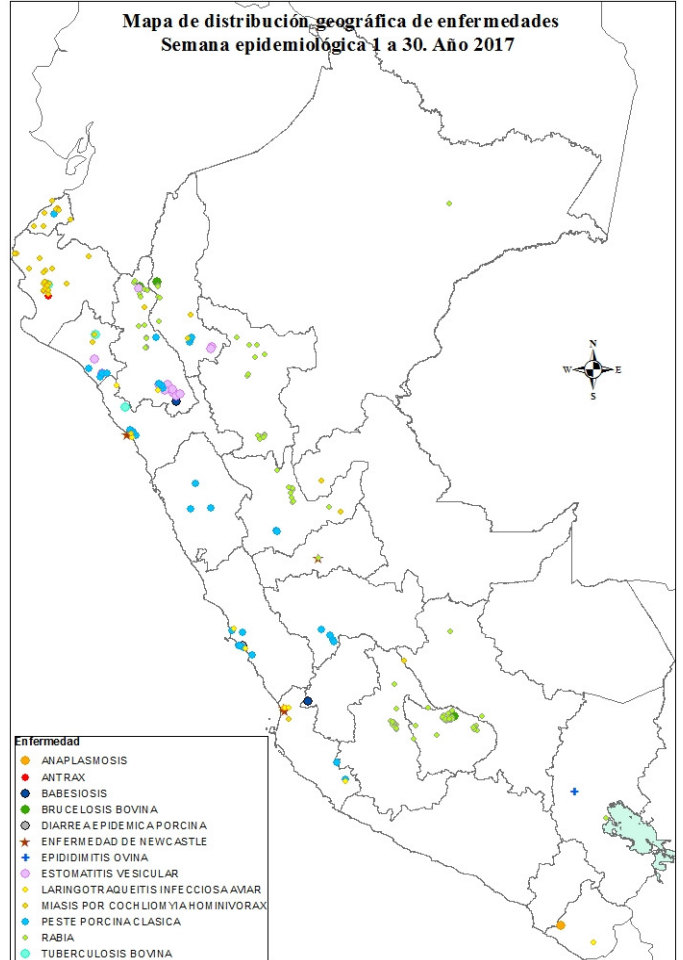 Mapa de distribución geográfica de enfermedades
Semana epidemiológica 1 a 30. Año 2017
N
W E
S
Enfermedad
ANAPLASMOSIS
ANTRAX
BABESIOSIS
BRUCELOSIS BOVINA
DIARREA EPIDEMICA PORCINA
ENFERMEDAD DE NEWCASTLE
EPIDIDIMITIS OVINA
ESTOMATITIS VESICULAR
LARINGOTRAQUEITIS INFECCIOSA AVIAR
MIASIS POR COCHLIOMYIA HOMINIVORAX
PESTE PORCINA CLASICA
RABIA
TUBERCULOSIS BOVINA